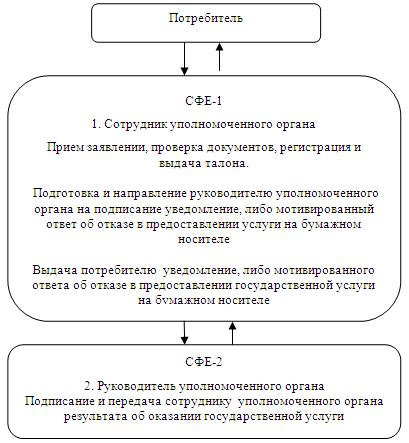 Потребитель
СФЕ-1
1. Сотрудник уполномоченного органа
Прием заявлении, проверка документов, регистрация и
выдача талона.
Подготовка и направление руководителю уполномоченного
органа на подписание уведомление, либо мотивированный
ответ об отказе в предоставлении услуги на бумажном
носителе
Выдача потребителю уведомление, либо мотивированного
ответа об отказе в предоставлении государственной услуги
на бумажном носителе
СФЕ-2
2. Руководитель уполномоченного органа
Подписание и передача сотруднику уполномоченного органа
результата об оказании государственной услуги